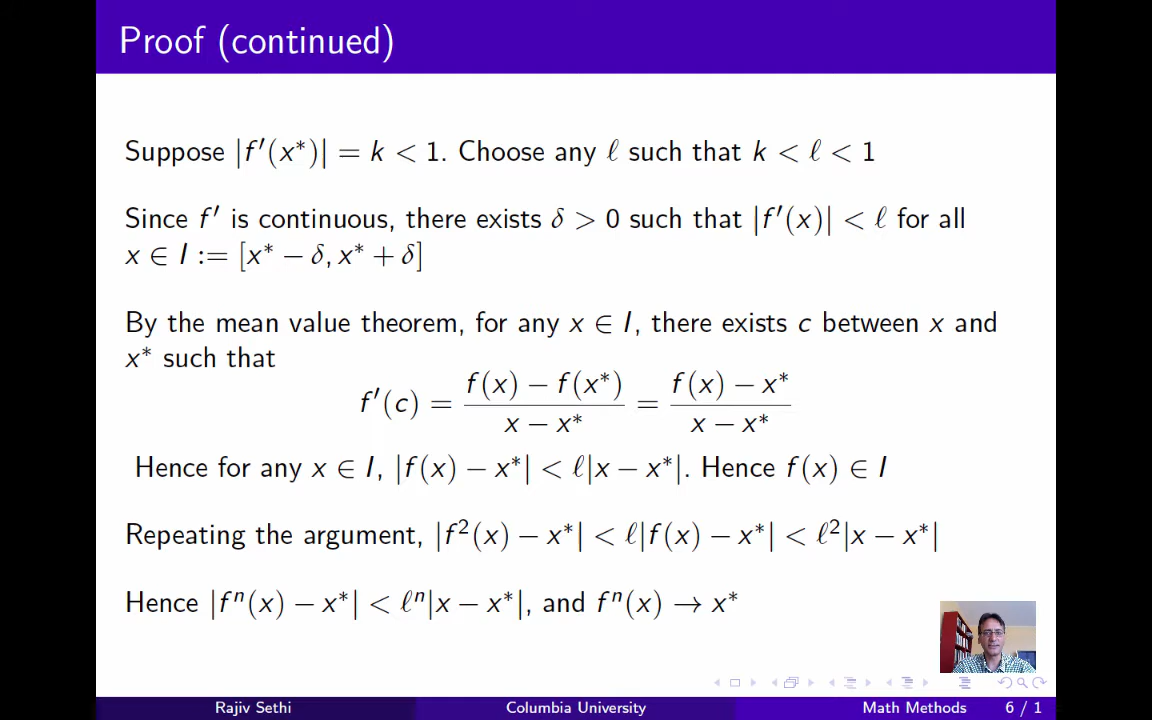 Proof (continued)
Suppose |f′(x*)| = k < 1. Choose any ℓ such that k < ℓ < 1
Since f′ is continuous, there exists δ > 0 such that |f′(x)| < ℓ for all
x ∈ I := [x* − δ, x* + δ]
By the mean value theorem, for any x ∈ I, there exists c between x and
x* such that
f′(c) = (f(x) − f(x*))/(x − x*) = (f(x) − x*)/(x − x*)
Hence for any x ∈ I, |f(x) − x*| < ℓ|x − x*|. Hence f(x) ∈ I
Repeating the argument, |f²(x) − x*| < ℓ|f(x) − x*| < ℓ²|x − x*|
Hence |fⁿ(x) − x*| < ℓⁿ|x − x*|, and fⁿ(x) → x*
Rajiv Sethi Columbia University Math Methods 6 / 1